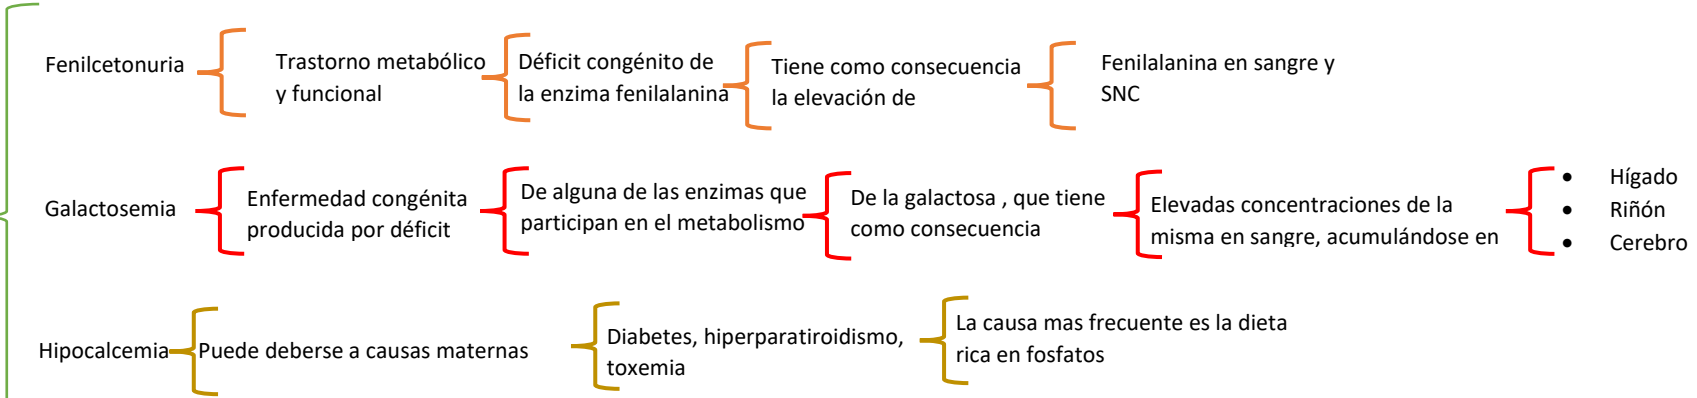 Fenilcetonuria
Trastorno metabólico
y funcional
Déficit congénito de
la enzima fenilalanina
Tiene como consecuencia
la elevación de
Fenilalanina en sangre y
SNC
Galactosemia
Enfermedad congénita
producida por déficit
De alguna de las enzimas que
participan en el metabolismo
De la galactosa , que tiene
como consecuencia
Elevadas concentraciones de la
misma en sangre, acumulándose en
• Hígado
• Riñón
• Cerebro
Hipocalcemia
Puede deberse a causas maternas
Diabetes, hiperparatiroidismo,
toxemia
La causa mas frecuente es la dieta
rica en fosfatos